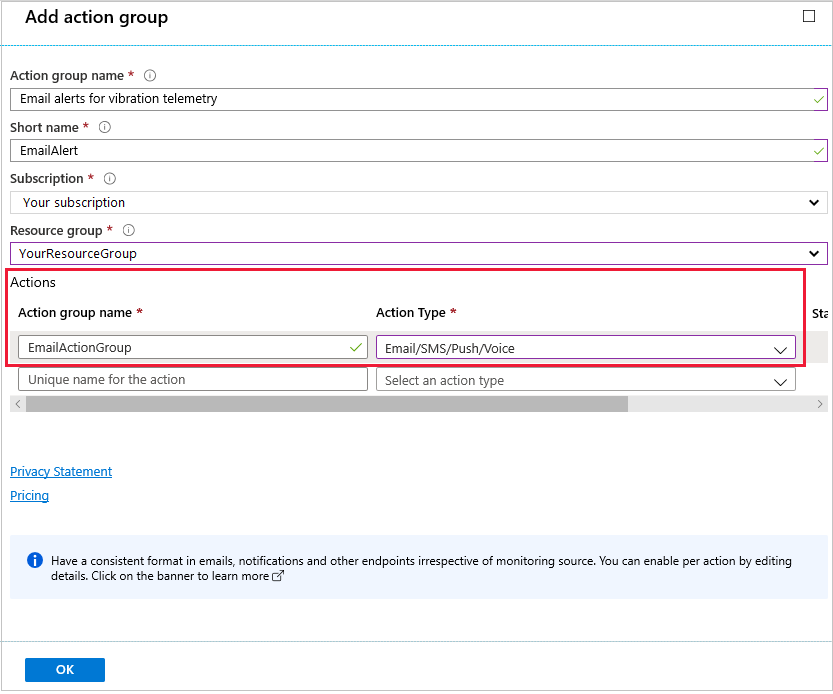 Add action group
Action group name *
Email alerts for vibration telemetry
Short name *
EmailAlert
Subscription *
Your subscription
Resource group *
YourResourceGroup
Actions
Action group name * Action Type * Sta
EmailActionGroup Email/SMS/Push/Voice
Unique name for the action Select an action type
Privacy Statement
Pricing
Have a consistent format in emails, notifications and other endpoints irrespective of monitoring source. You can enable per action by editing
details. Click on the banner to learn more
OK